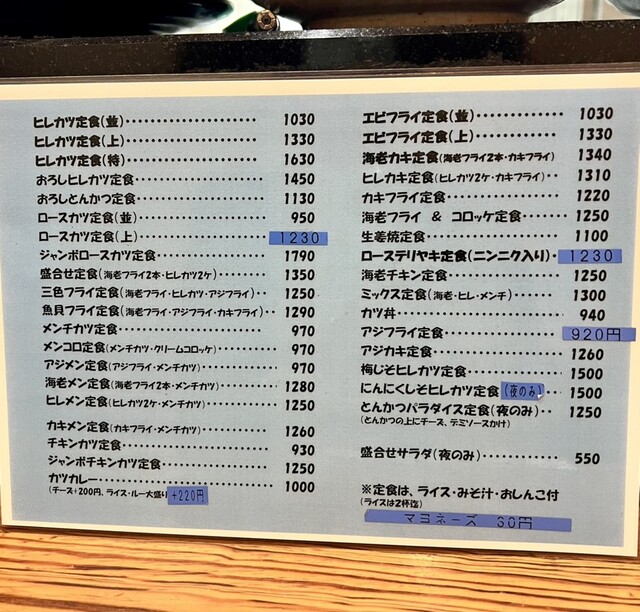 ヒレカツ定食(並)・・・・・・・・・・・・・・・・・・・・・・ 1030
ヒレカツ定食(上)・・・・・・・・・・・・・・・・・・・・・・ 1330
ヒレカツ定食(特)・・・・・・・・・・・・・・・・・・・・・・ 1630
おろしヒレカツ定食・・・・・・・・・・・・・・・・・・・・ 1450
おろしとんかつ定食・・・・・・・・・・・・・・・・・・・・ 1130
ロースカツ定食(並)・・・・・・・・・・・・・・・・・・・・ 950
ロースカツ定食(上)・・・・・・・・・・・・・・・・・・・・ 1230
ジャンボロースカツ定食・・・・・・・・・・・・・・・・ 1790
盛合せ定食(海老フライ2本・ヒレカツ2ケ)・・・・・・・・ 1350
三色フライ定食(海老フライ・ヒレカツ・アジフライ)・・ 1250
魚貝フライ定食(海老フライ・アジフライ・カキフライ)・・ 1290
メンチカツ定食・・・・・・・・・・・・・・・・・・・・・・・・ 970
メンコロ定食(メンチカツ・クリームコロッケ)・・・・・・・ 970
アジメン定食(アジフライ・メンチカツ)・・・・・・・・・・ 970
海老メン定食(海老フライ2本・メンチカツ)・・・・・・・・ 1280
ヒレメン定食(ヒレカツ2ケ・メンチカツ)・・・・・・・・・・ 1250
カキメン定食(カキフライ・メンチカツ)・・・・・・・・・・ 1260
チキンカツ定食・・・・・・・・・・・・・・・・・・・・・・・・ 930
ジャンボチキンカツ定食・・・・・・・・・・・・・・・・ 1250
カツカレー・・・・・・・・・・・・・・・・・・・・・・・・・・・・ 1000
(チーズ+200円、ライス・ルー大盛り +220円
エビフライ定食(並)・・・・・・・・・・・・・・ 1030
エビフライ定食(上)・・・・・・・・・・・・・・ 1330
海老カキ定食(海老フライ2本・カキフライ) 1340
ヒレカキ定食(ヒレカツ2ケ・カキフライ)・・ 1310
カキフライ定食・・・・・・・・・・・・・・・・・・ 1220
海老フライ & コロッケ定食・・・・・・ 1250
生姜焼定食・・・・・・・・・・・・・・・・・・・・・・ 1100
ローステリヤキ定食(ニンニク入り)・ 1230
海老チキン定食・・・・・・・・・・・・・・・・・・ 1250
ミックス定食(海老・ヒレ・メンチ)・・・・・・ 1300
カツ丼・・・・・・・・・・・・・・・・・・・・・・・・・・ 940
アジフライ定食・・・・・・・・・・・・・・・・・・ 920円
アジカキ定食・・・・・・・・・・・・・・・・・・・・ 1260
梅じそヒレカツ定食・・・・・・・・・・・・・・ 1500
にんにくしそヒレカツ定食(夜のみ)・・ 1500
とんかつパラダイス定食(夜のみ)・・ 1250
(とんかつの上にチーズ、デミソースかけ)
盛合せサラダ(夜のみ)・・・・・・・・・・・・ 550
※定食は、ライス・みそ汁・おしんこ付
(ライスは2杯迄)
マヨネーズ 30円